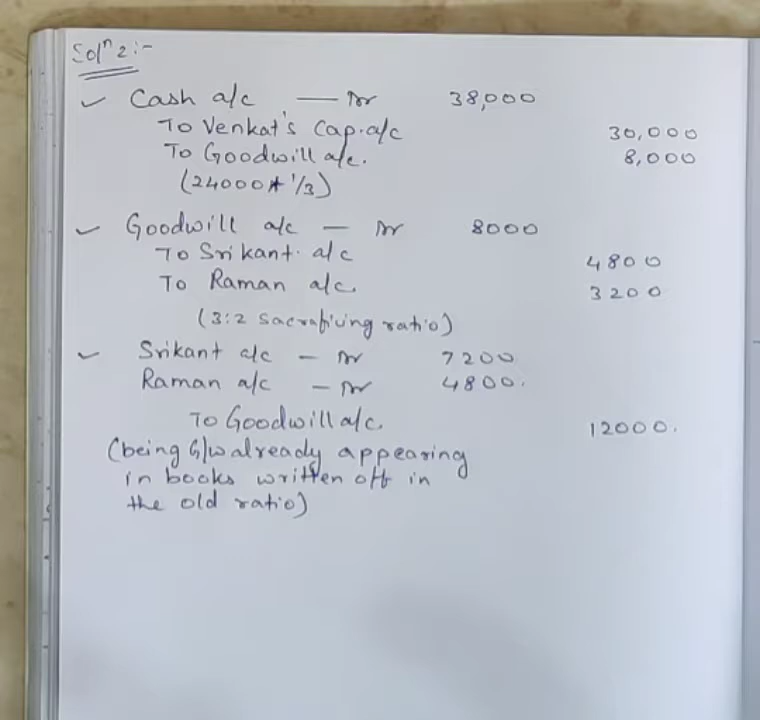 Solⁿ 2:-
✓ Cash a/c — Dr 38,000
To Venkat's Cap. a/c 30,000
To Goodwill a/c. 8,000
(24000 * 1/3)
✓ Goodwill a/c — Dr 8000
To Srikant. a/c 4800
To Raman a/c. 3200
(3:2 sacrafiving ratio)
✓ Srikant a/c — Dr 7200
Raman a/c — Dr 4800.
To Goodwill a/c. 12000.
(being G/w already appearing
in books written off in
the old ratio)